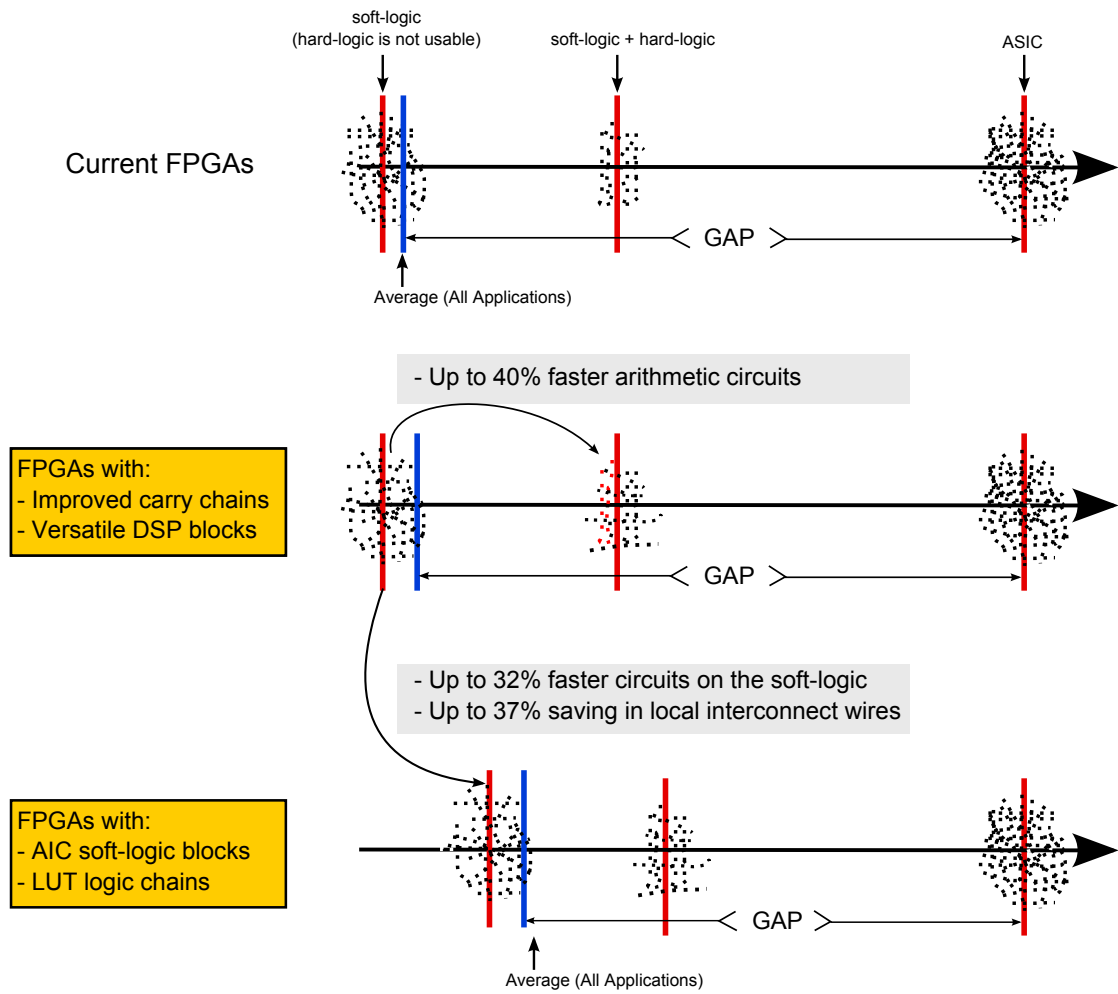 soft-logic
(hard-logic is not usable)
soft-logic + hard-logic
ASIC
Current FPGAs
GAP
Average (All Applications)
- Up to 40% faster arithmetic circuits
FPGAs with:
- Improved carry chains
- Versatile DSP blocks
GAP
- Up to 32% faster circuits on the soft-logic
- Up to 37% saving in local interconnect wires
FPGAs with:
- AIC soft-logic blocks
- LUT logic chains
GAP
Average (All Applications)